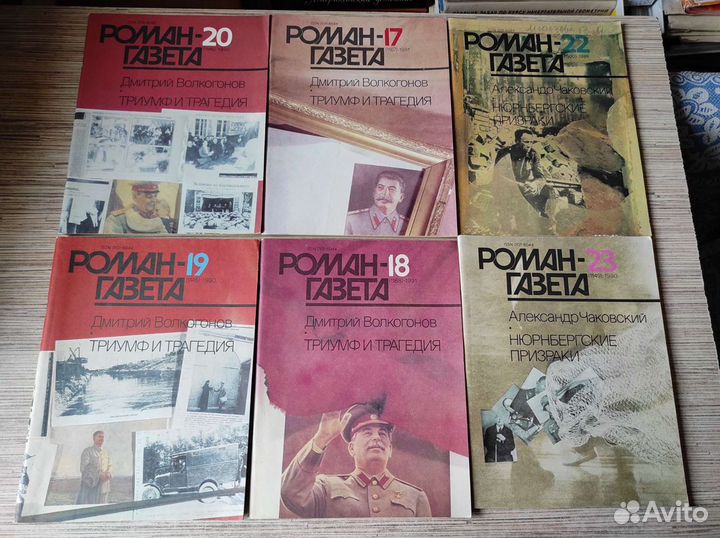 РОМАН-20
ГАЗЕТА
Дмитрий Волкогонов
ТРИУМФ И ТРАГЕДИЯ
РОМАН-17
ГАЗЕТА
Дмитрий Волкогонов
ТРИУМФ И ТРАГЕДИЯ
РОМАН-22
ГАЗЕТА
Александр Чаковский
НЮРНБЕРГСКИЕ
ПРИЗРАКИ
РОМАН-19
ГАЗЕТА
Дмитрий Волкогонов
ТРИУМФ И ТРАГЕДИЯ
РОМАН-18
ГАЗЕТА
Дмитрий Волкогонов
ТРИУМФ И ТРАГЕДИЯ
РОМАН-23
ГАЗЕТА
Александр Чаковский
НЮРНБЕРГСКИЕ
ПРИЗРАКИ
Avito